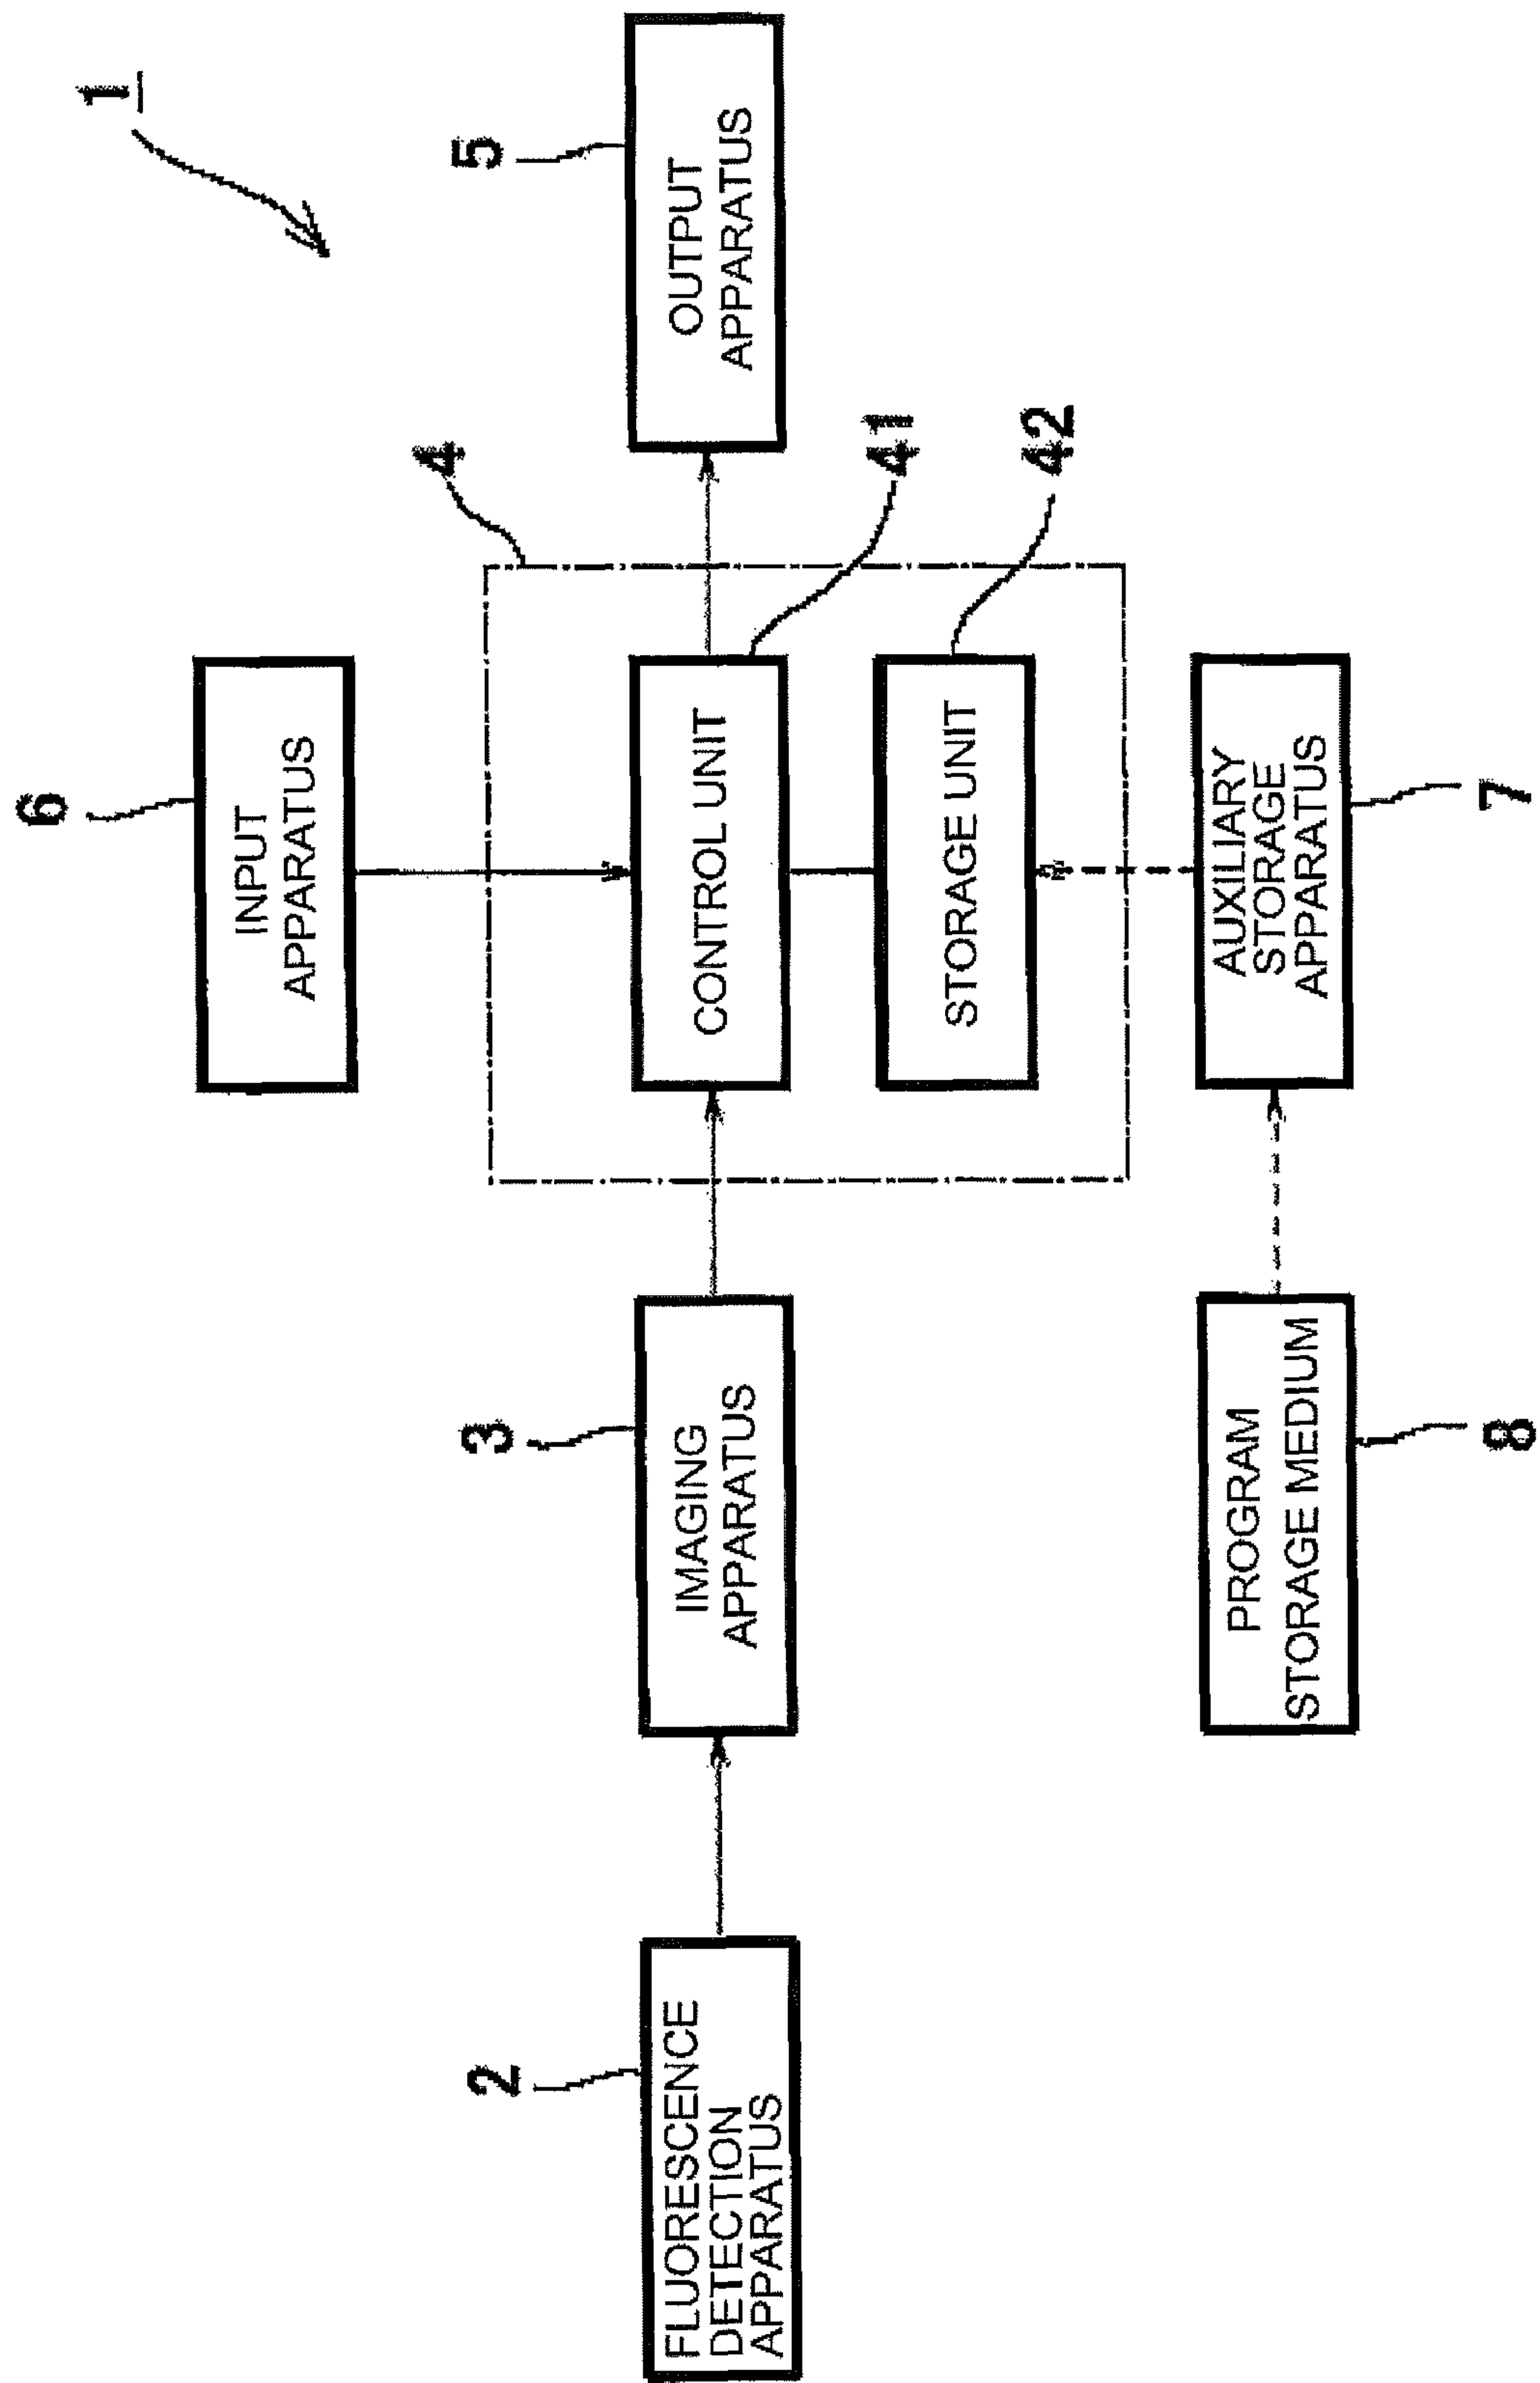 1
6
INPUT
APPARATUS
4
2
FLUORESCENCE
DETECTION
APPARATUS
3
IMAGING
APPARATUS
CONTROL UNIT
5
OUTPUT
APPARATUS
41
STORAGE UNIT
42
PROGRAM
STORAGE MEDIUM
8
AUXILIARY
STORAGE
APPARATUS
7